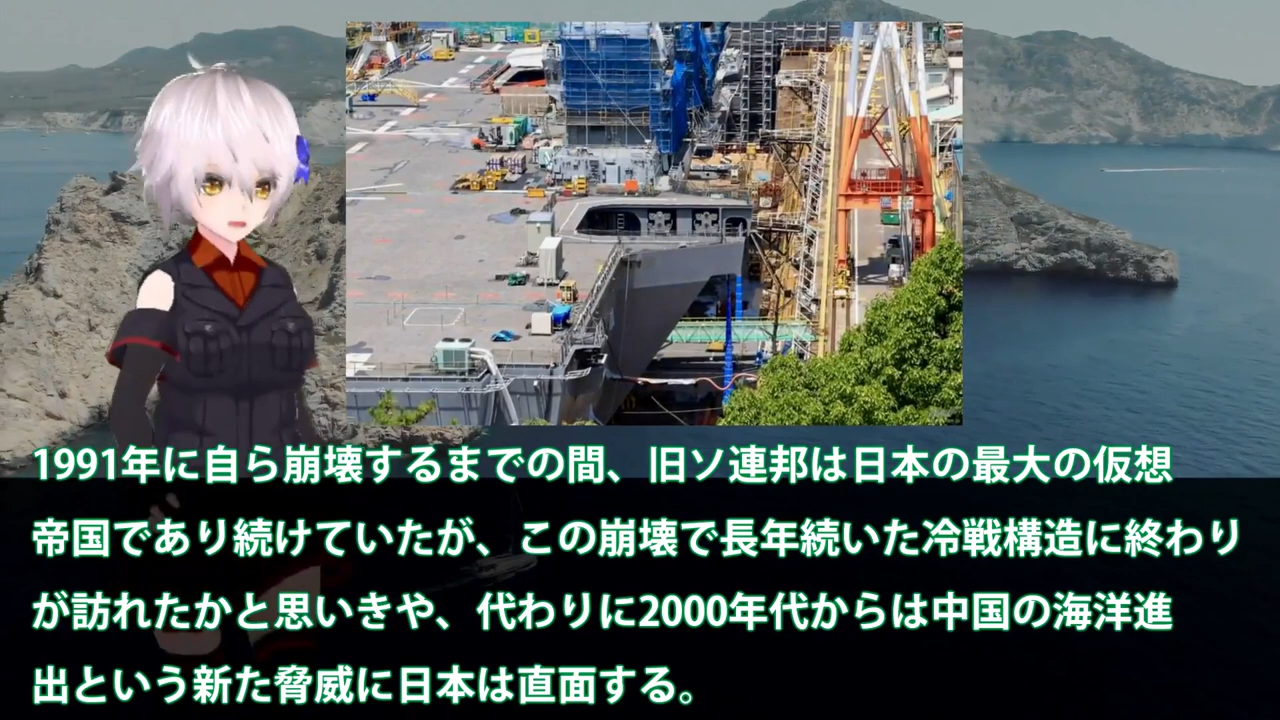 1991年に自ら崩壊するまでの間、旧ソ連邦は日本の最大の仮想
帝国であり続けていたが、この崩壊で長年続いた冷戦構造に終わり
が訪れたかと思いきや、代わりに2000年代からは中国の海洋進
出という新た脅威に日本は直面する。